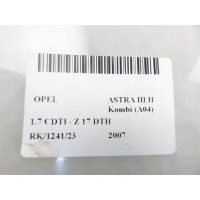 OPEL ASTRA III H
Kombi (A04)
1.7 CDTI - Z 17 DTH
RK/1241/23 2007